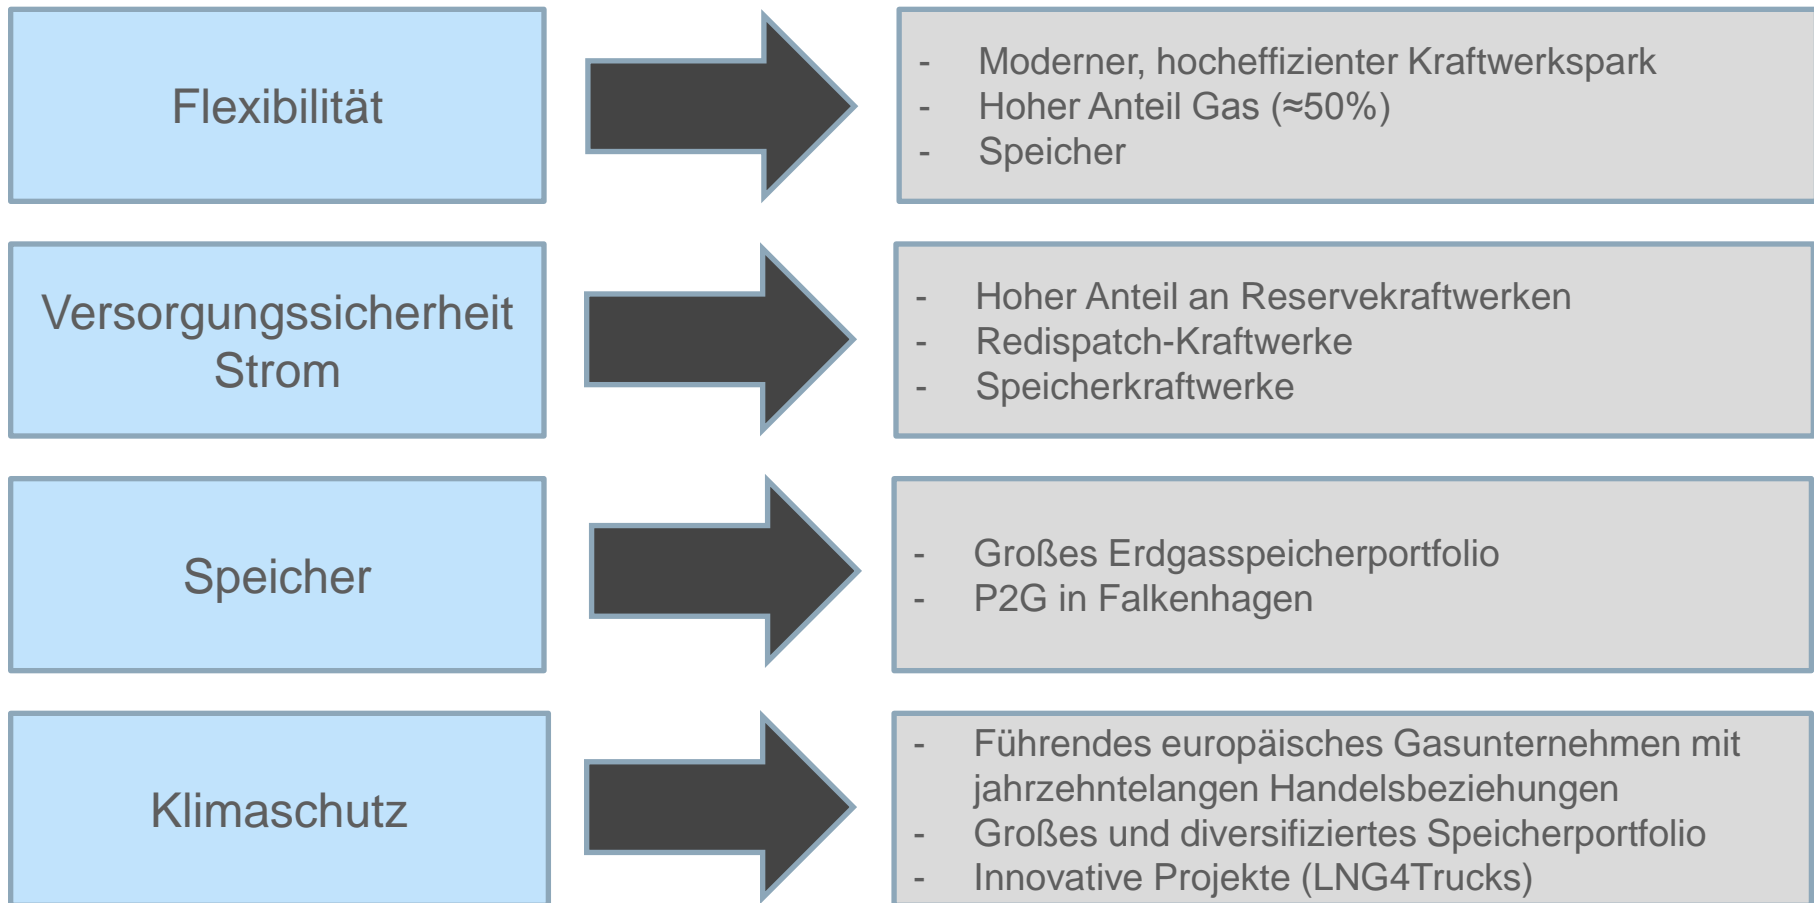 Flexibilität
- Moderner, hocheffizienter Kraftwerkspark
- Hoher Anteil Gas (≈50%)
- Speicher
Versorgungssicherheit
Strom
- Hoher Anteil an Reservekraftwerken
- Redispatch-Kraftwerke
- Speicherkraftwerke
Speicher
- Großes Erdgasspeicherportfolio
- P2G in Falkenhagen
Klimaschutz
- Führendes europäisches Gasunternehmen mit
jahrzehntelangen Handelsbeziehungen
- Großes und diversifiziertes Speicherportfolio
- Innovative Projekte (LNG4Trucks)